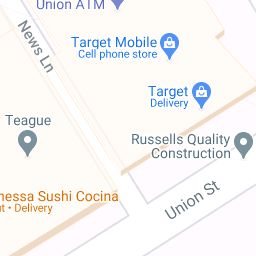 Union ATM
News Ln
Target Mobile
Cell phone store
Target
Delivery
Teague
Russells Quality
Construction
Sushi Cocina
Delivery
Union St